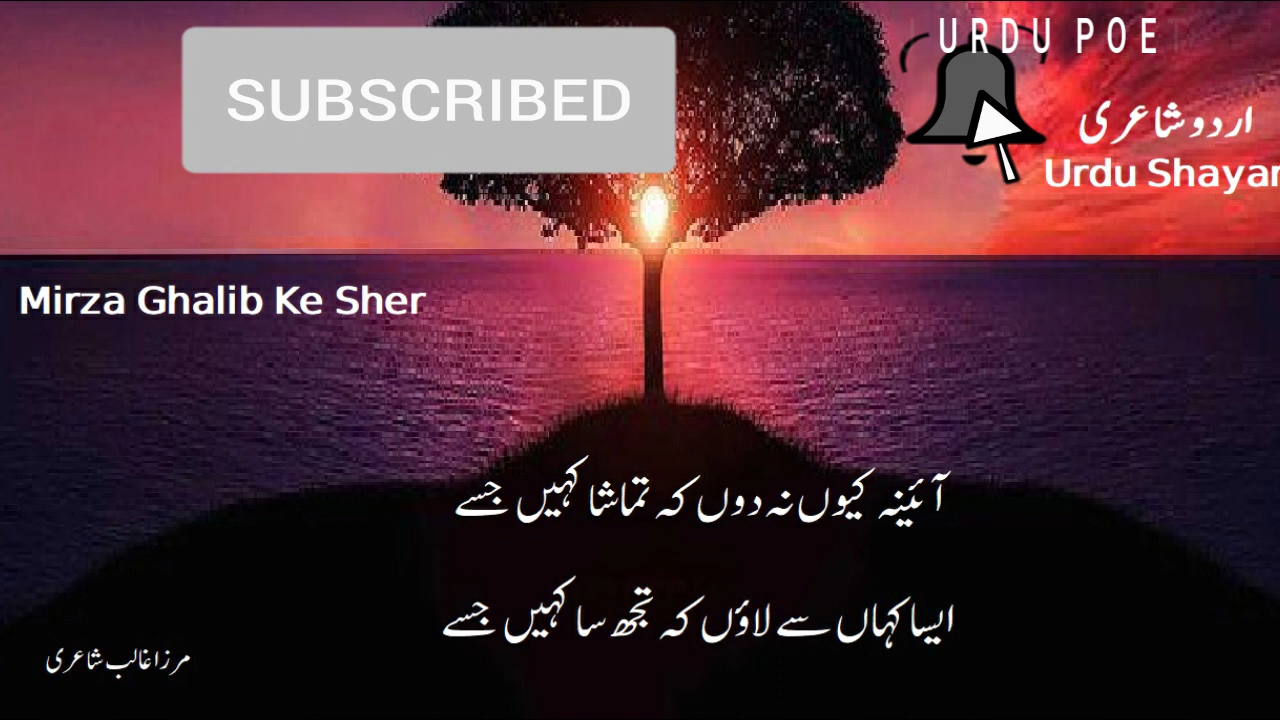 URDU POE
SUBSCRIBED
اردو شاعری
Urdu Shayar
Mirza Ghalib Ke Sher
آئینہ کیوں نہ دوں کہ تماشا کہیں جسے
ایسا کہاں سے لاؤں کہ تجھ سا کہیں جسے
مرزا غالب شاعری